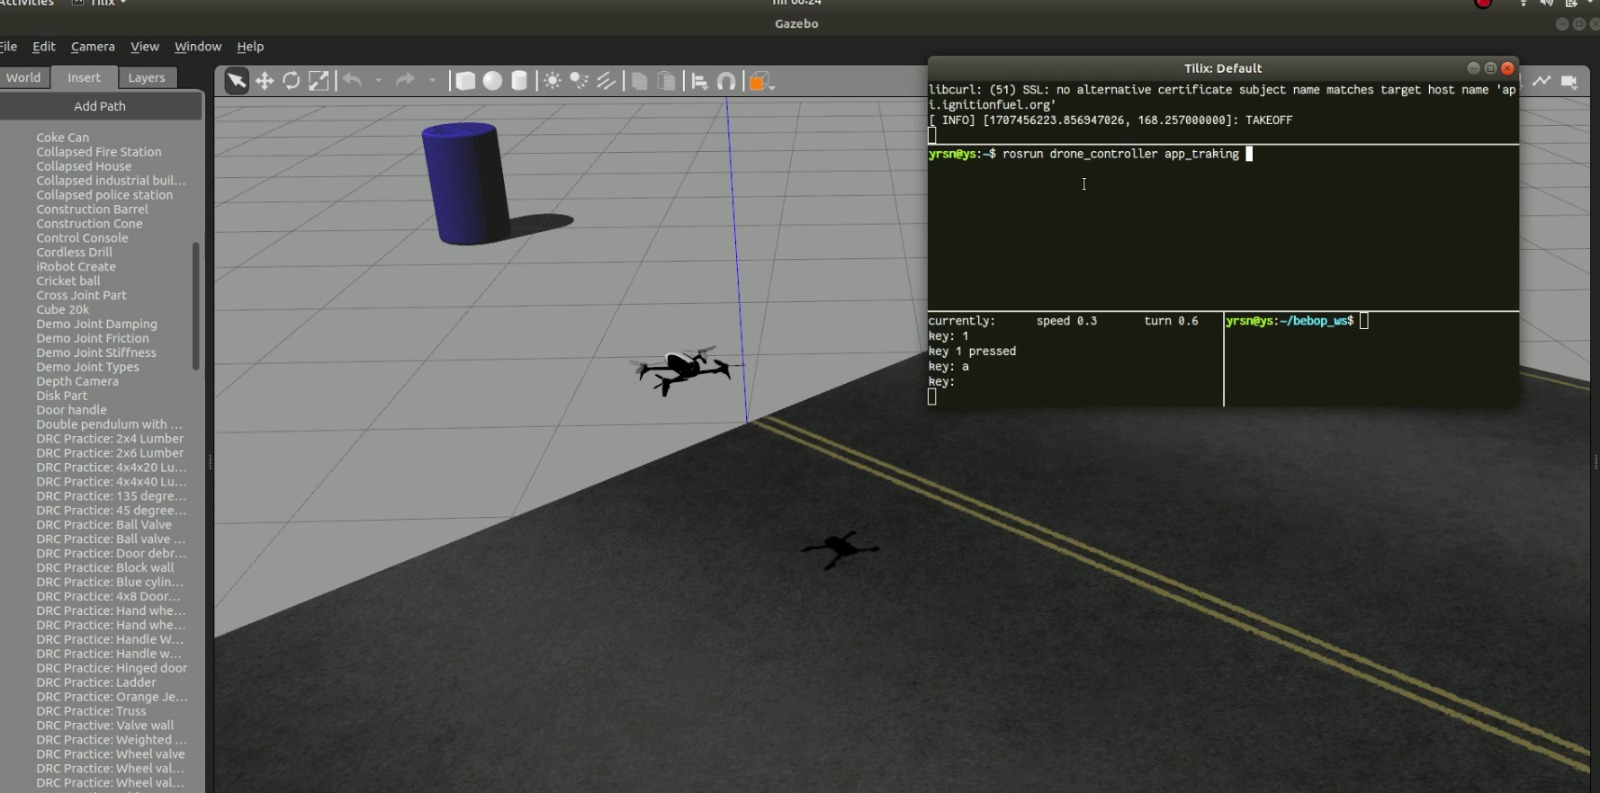 Activities
Tilix
Gazebo
File Edit Camera View Window Help
World Insert Layers
Add Path
Coke Can
Collapsed Fire Station
Collapsed House
Collapsed industrial buil...
Collapsed police station
Construction Barrel
Construction Cone
Control Console
Cordless Drill
iRobot Create
Cricket ball
Cross Joint Part
Cube 20k
Demo Joint Damping
Demo Joint Friction
Demo Joint Stiffness
Demo Joint Types
Depth Camera
Disk Part
Door handle
Double pendulum with ...
DRC Practice: 2x4 Lumber
DRC Practice: 2x6 Lumber
DRC Practice: 4x4x20 Lu...
DRC Practice: 4x4x40 Lu...
DRC Practice: 135 degre...
DRC Practice: 45 degree...
DRC Practice: Ball Valve
DRC Practice: Ball valve ...
DRC Practice: Door debr...
DRC Practice: Block wall
DRC Practice: Blue cylin...
DRC Practice: 4x8 Door...
DRC Practice: Hand whe...
DRC Practice: Hand whe...
DRC Practice: Handle W...
DRC Practice: Handle w...
DRC Practice: Hinged door
DRC Practice: Ladder
DRC Practice: Orange Je...
DRC Practice: Truss
DRC Practive: Valve wall
DRC Practice: Weighted ...
DRC Practice: Wheel valve
DRC Practice: Wheel val...
DRC Practice: Wheel val...
Tilix: Default
libcurl: (51) SSL: no alternative certificate subject name matches target host name 'ap
i.ignitionfuel.org'
[ INFO] [1707456223.856947026, 168.257000000]: TAKEOFF
yrsn@ys:~$ rosrun drone_controller app_traking
currently: speed 0.3 turn 0.6
key: 1
key 1 pressed
key: a
key:
yrsn@ys:~/bebop_ws$